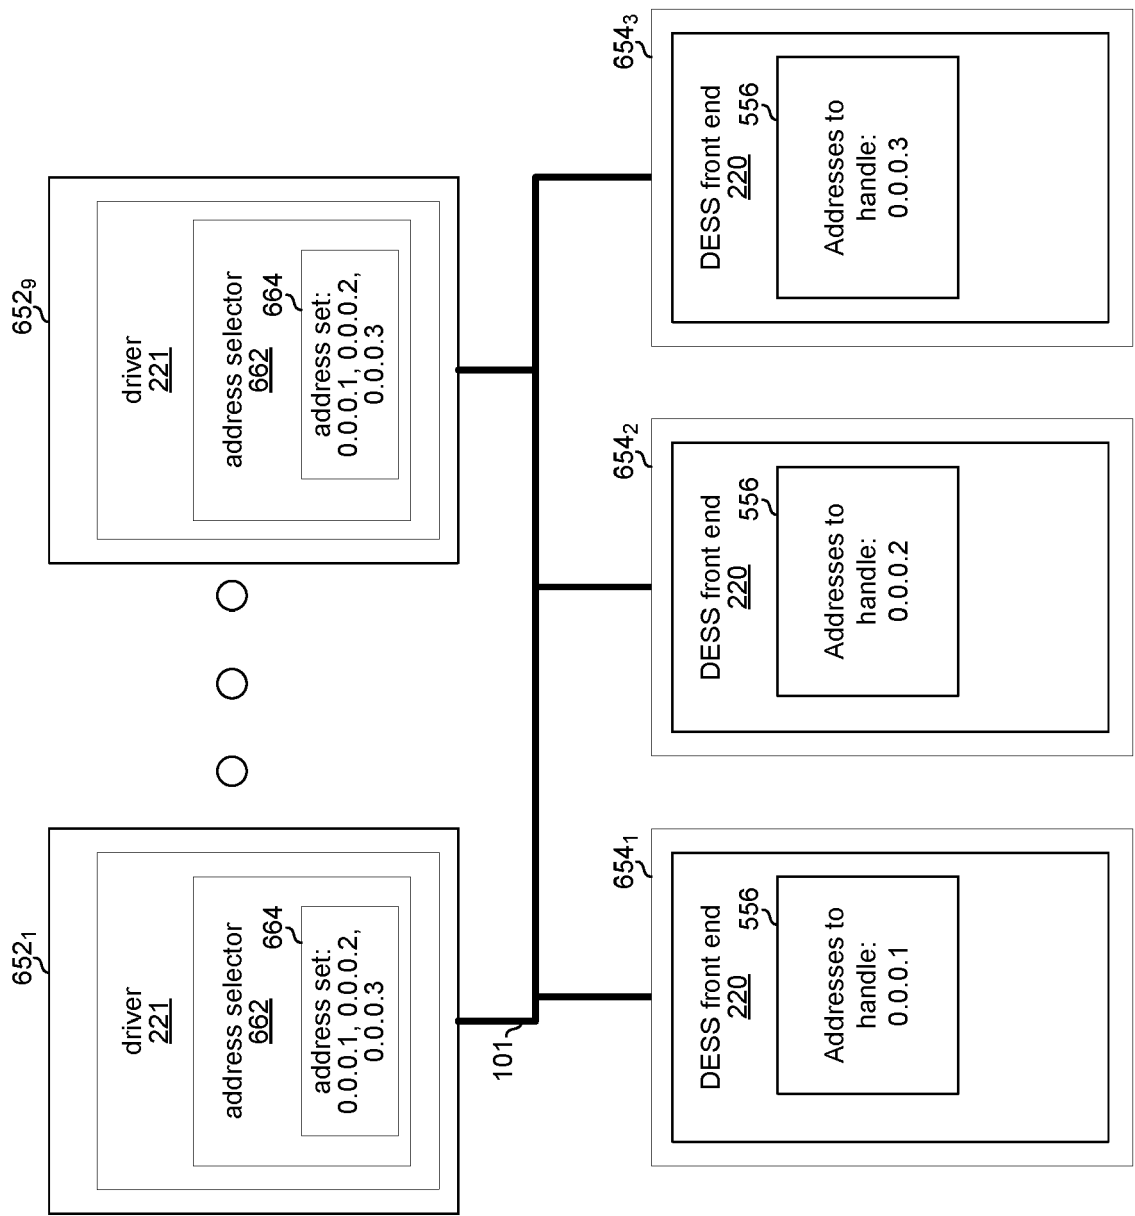 652₁
driver
221
address selector
662
664
address set:
0.0.0.1, 0.0.0.2,
0.0.0.3
652₉
driver
221
address selector
662
664
address set:
0.0.0.1, 0.0.0.2,
0.0.0.3
101
654₁
DESS front end
220
556
Addresses to
handle:
0.0.0.1
654₂
DESS front end
220
556
Addresses to
handle:
0.0.0.2
654₃
DESS front end
220
556
Addresses to
handle:
0.0.0.3